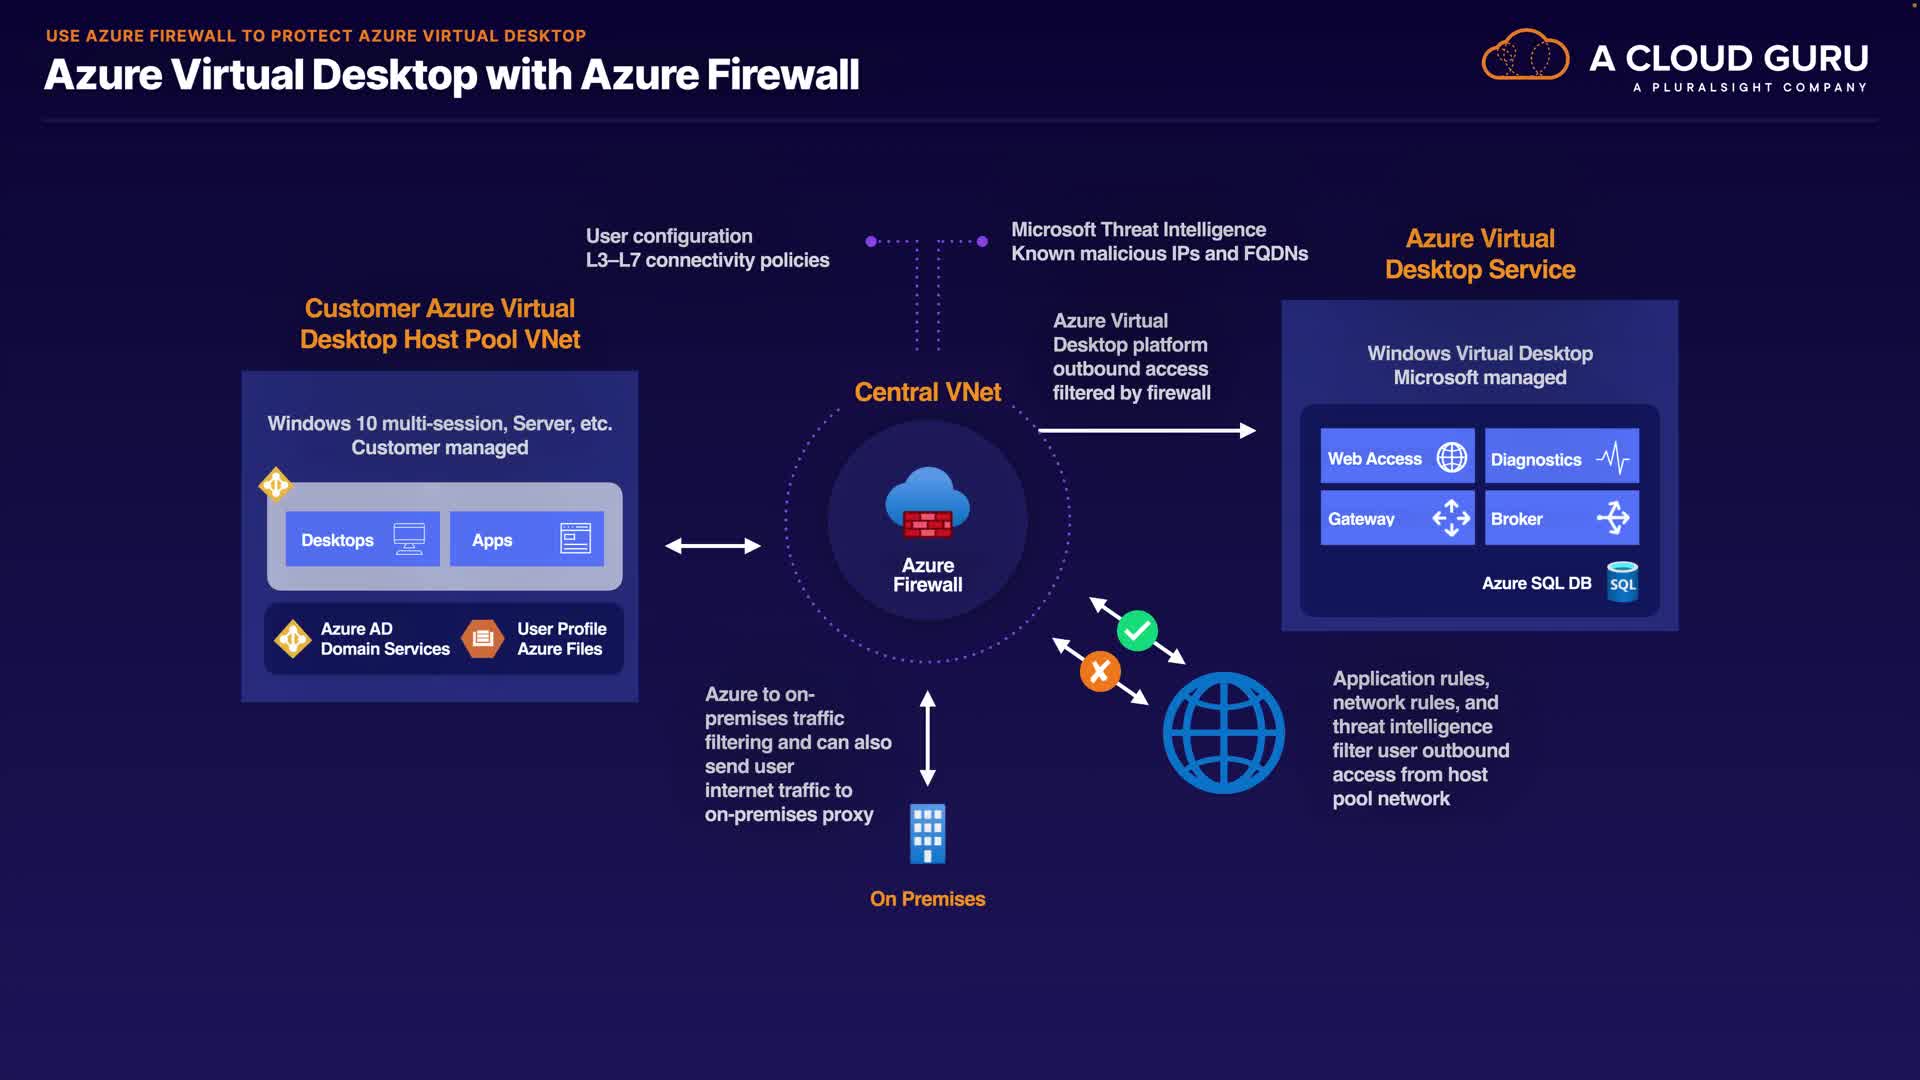 USE AZURE FIREWALL TO PROTECT AZURE VIRTUAL DESKTOP
Azure Virtual Desktop with Azure Firewall
A CLOUD GURU
A PLURALSIGHT COMPANY
User configuration
L3–L7 connectivity policies
Microsoft Threat Intelligence
Known malicious IPs and FQDNs
Customer Azure Virtual
Desktop Host Pool VNet
Windows 10 multi-session, Server, etc.
Customer managed
Desktops
Apps
Azure AD
Domain Services
User Profile
Azure Files
Central VNet
Azure
Firewall
Azure Virtual
Desktop platform
outbound access
filtered by firewall
Azure Virtual
Desktop Service
Windows Virtual Desktop
Microsoft managed
Web Access
Diagnostics
Gateway
Broker
Azure SQL DB
SQL
Azure to on-
premises traffic
filtering and can also
send user
internet traffic to
on-premises proxy
On Premises
Application rules,
network rules, and
threat intelligence
filter user outbound
access from host
pool network